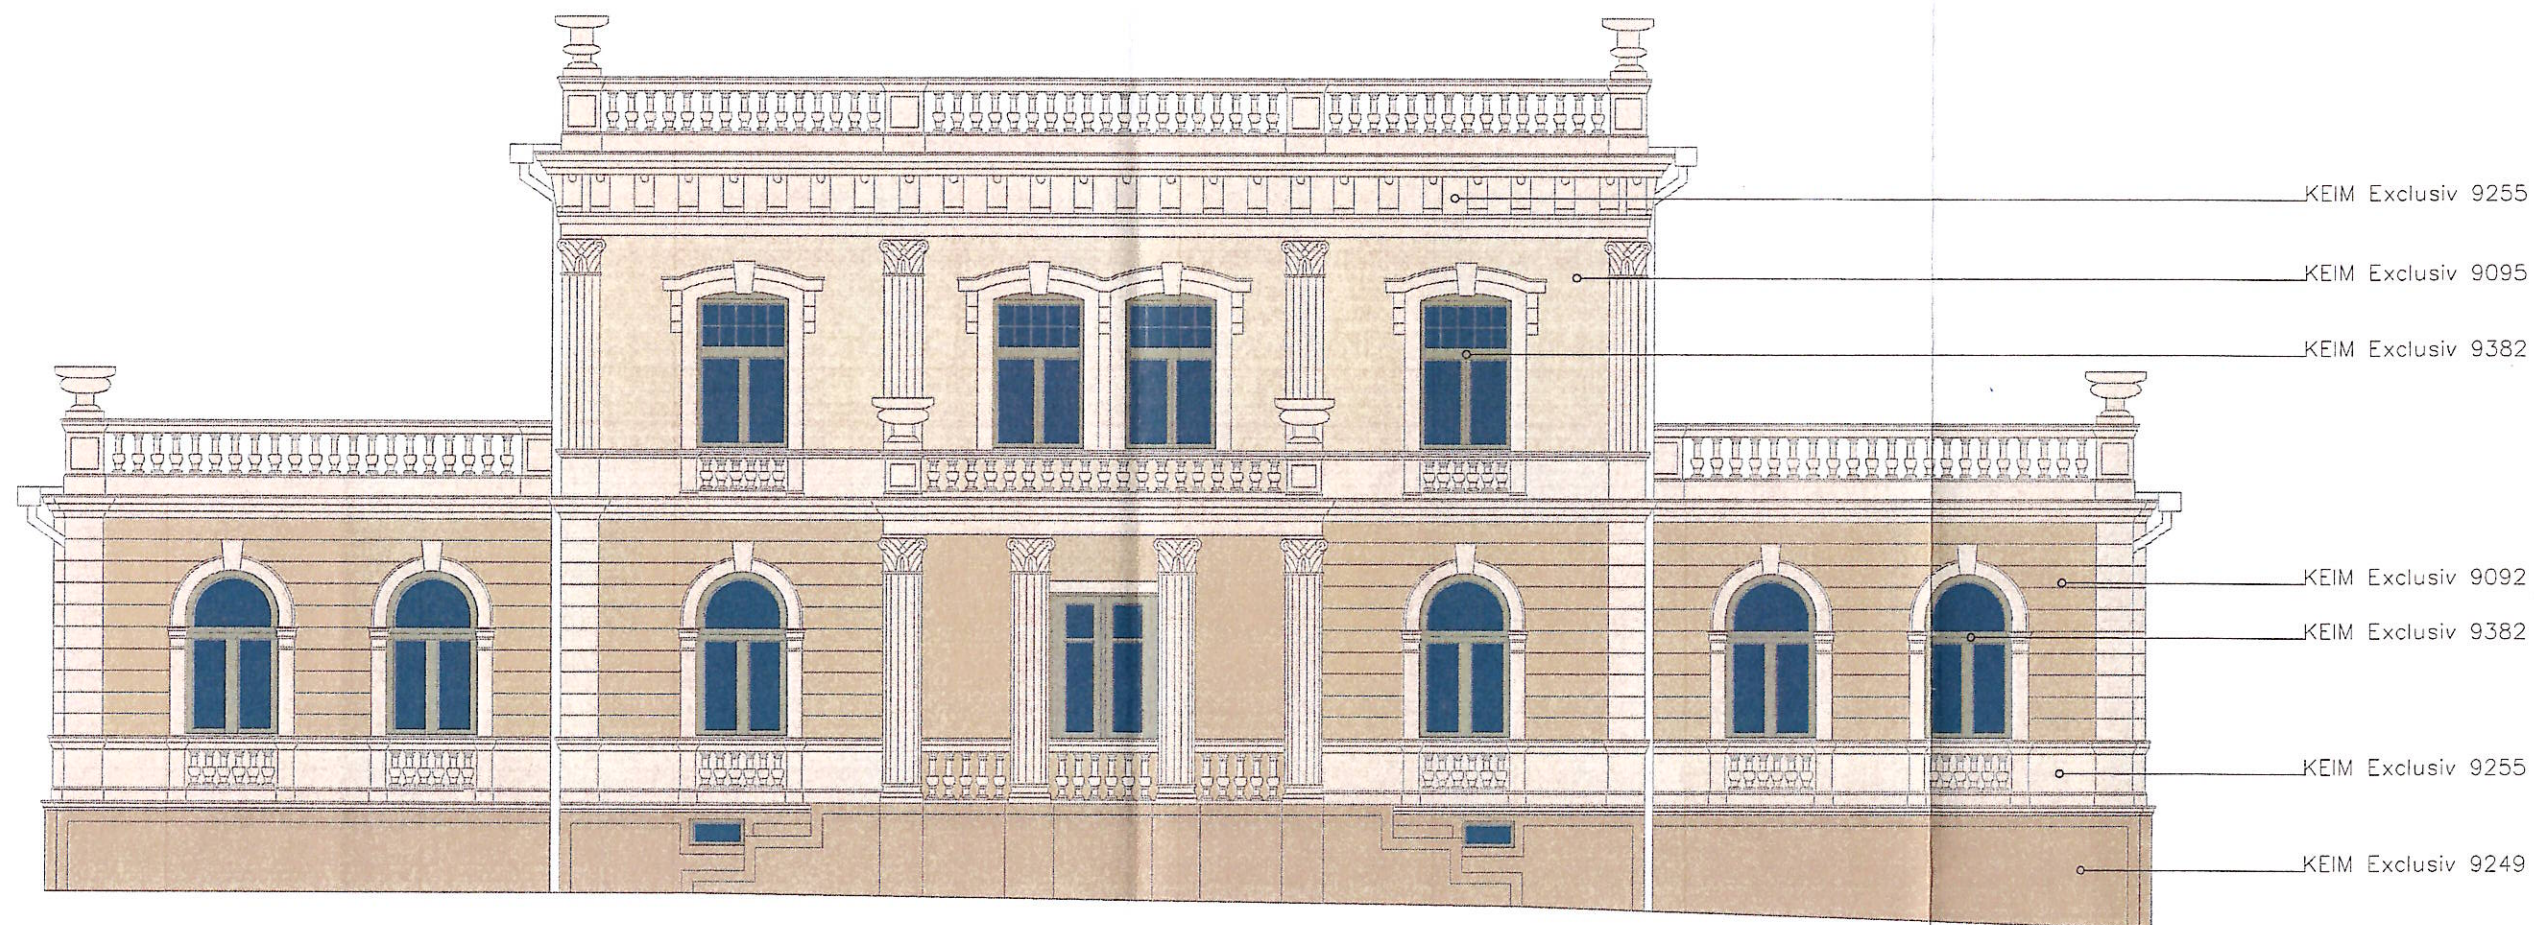 KEIM Exclusiv 9255
KEIM Exclusiv 9095
KEIM Exclusiv 9382
KEIM Exclusiv 9092
KEIM Exclusiv 9382
KEIM Exclusiv 9255
KEIM Exclusiv 9249